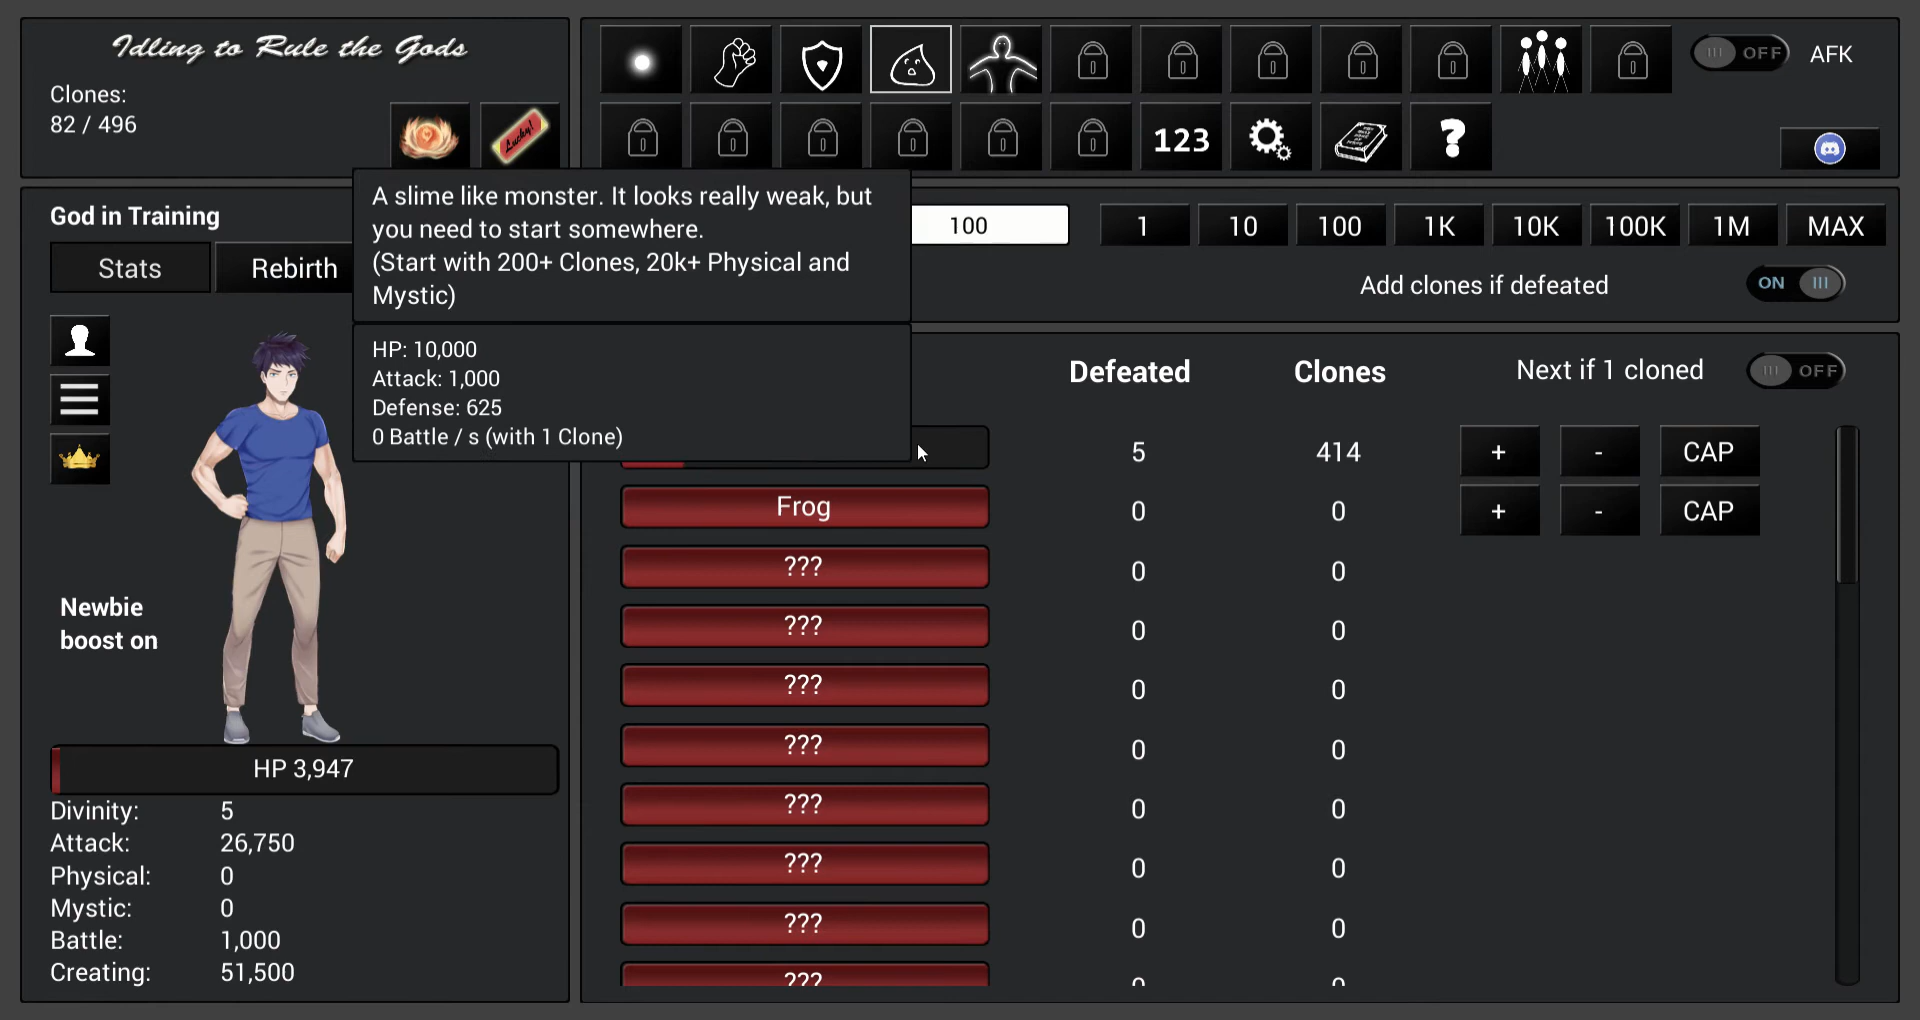 Idling to Rule the Gods
Clones:
82 / 496
Lucky!
OFF
AFK
123
?
God in Training
Stats
Rebirth
A slime like monster. It looks really weak, but
you need to start somewhere.
(Start with 200+ Clones, 20k+ Physical and
Mystic)
HP: 10,000
Attack: 1,000
Defense: 625
0 Battle / s (with 1 Clone)
100
1
10
100
1K
10K
100K
1M
MAX
Add clones if defeated
ON
Defeated
Clones
Next if 1 cloned
OFF
5
414
+
-
CAP
Frog
0
0
+
-
CAP
???
0
0
???
0
0
???
0
0
???
0
0
???
0
0
???
0
0
???
0
0
???
0
0
Newbie
boost on
HP 3,947
Divinity: 5
Attack: 26,750
Physical: 0
Mystic: 0
Battle: 1,000
Creating: 51,500